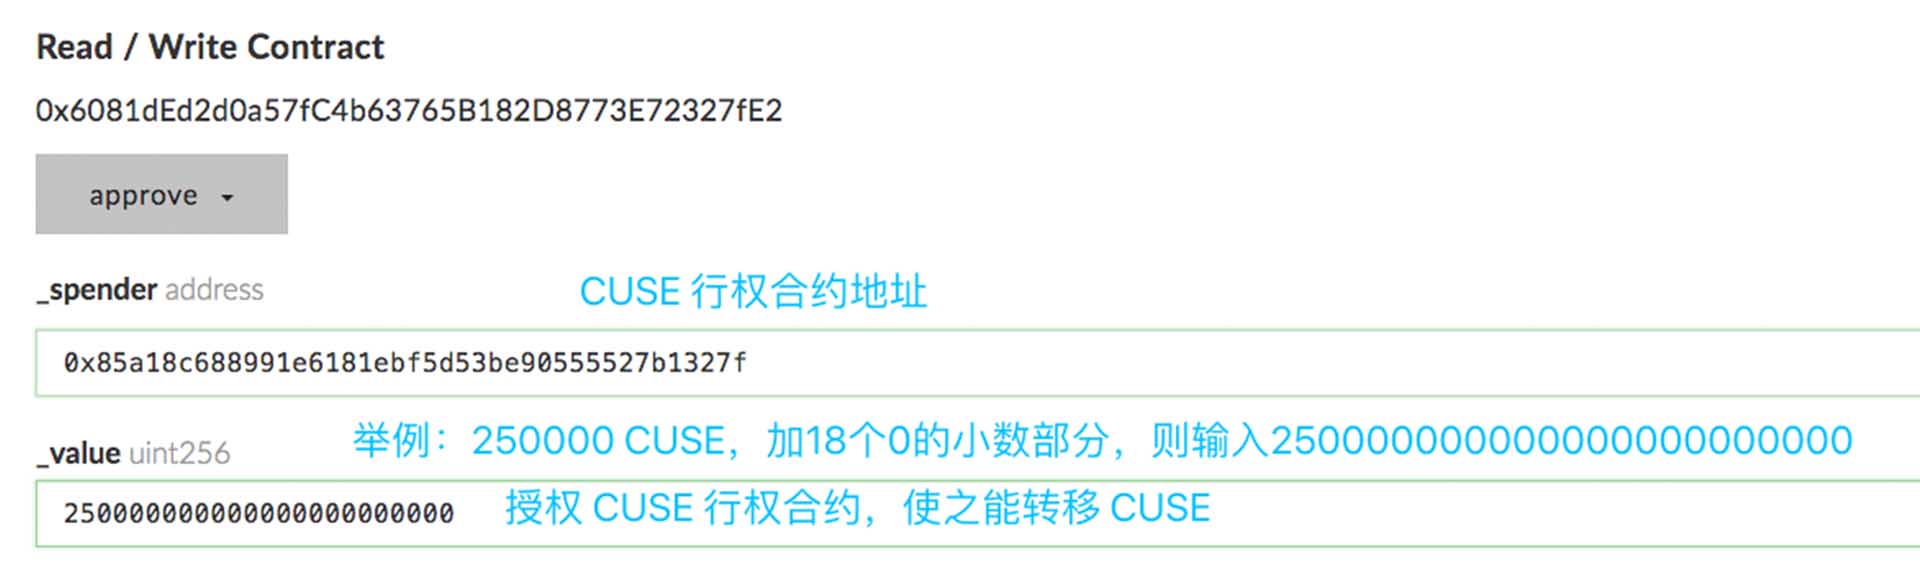 Read / Write Contract
0x6081dEd2d0a57fC4b63765B182D8773E72327fE2
approve
_spender address
CUSE 行权合约地址
0x85a18c688991e6181ebf5d53be90555527b1327f
_value uint256
举例：250000 CUSE，加18个0的小数部分，则输入250000000000000000000000
250000000000000000000000
授权 CUSE 行权合约，使之能转移 CUSE